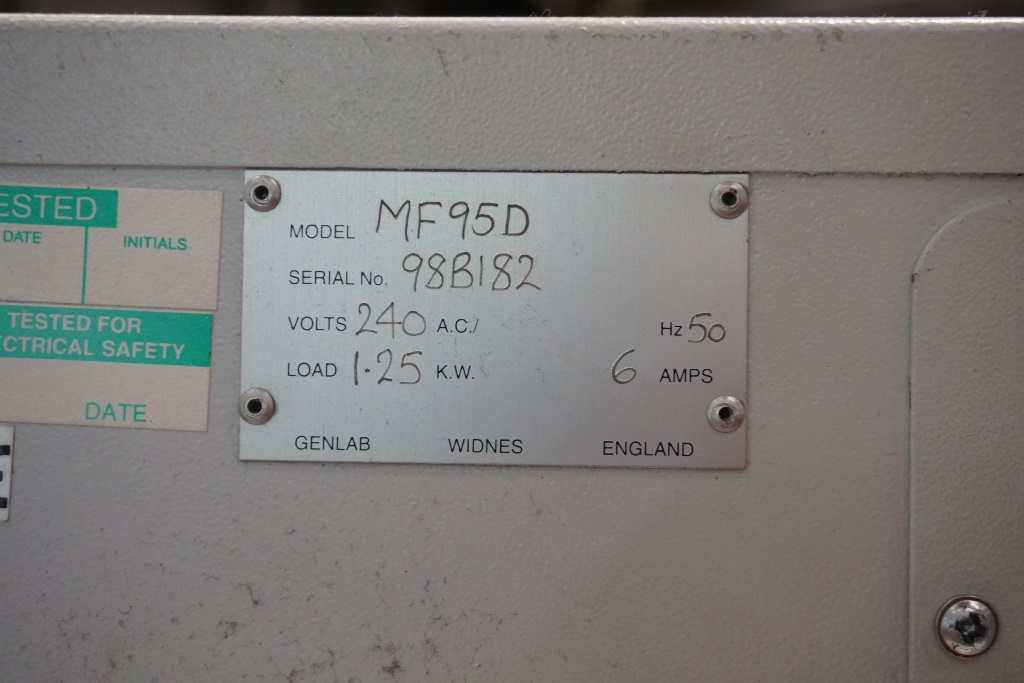 ESTED
DATE INITIALS
TESTED FOR
CTRICAL SAFETY
DATE
MODEL MF95D
SERIAL No. 98B182
VOLTS 240 A.C./ Hz 50
LOAD 1.25 K.W. 6 AMPS
GENLAB WIDNES ENGLAND